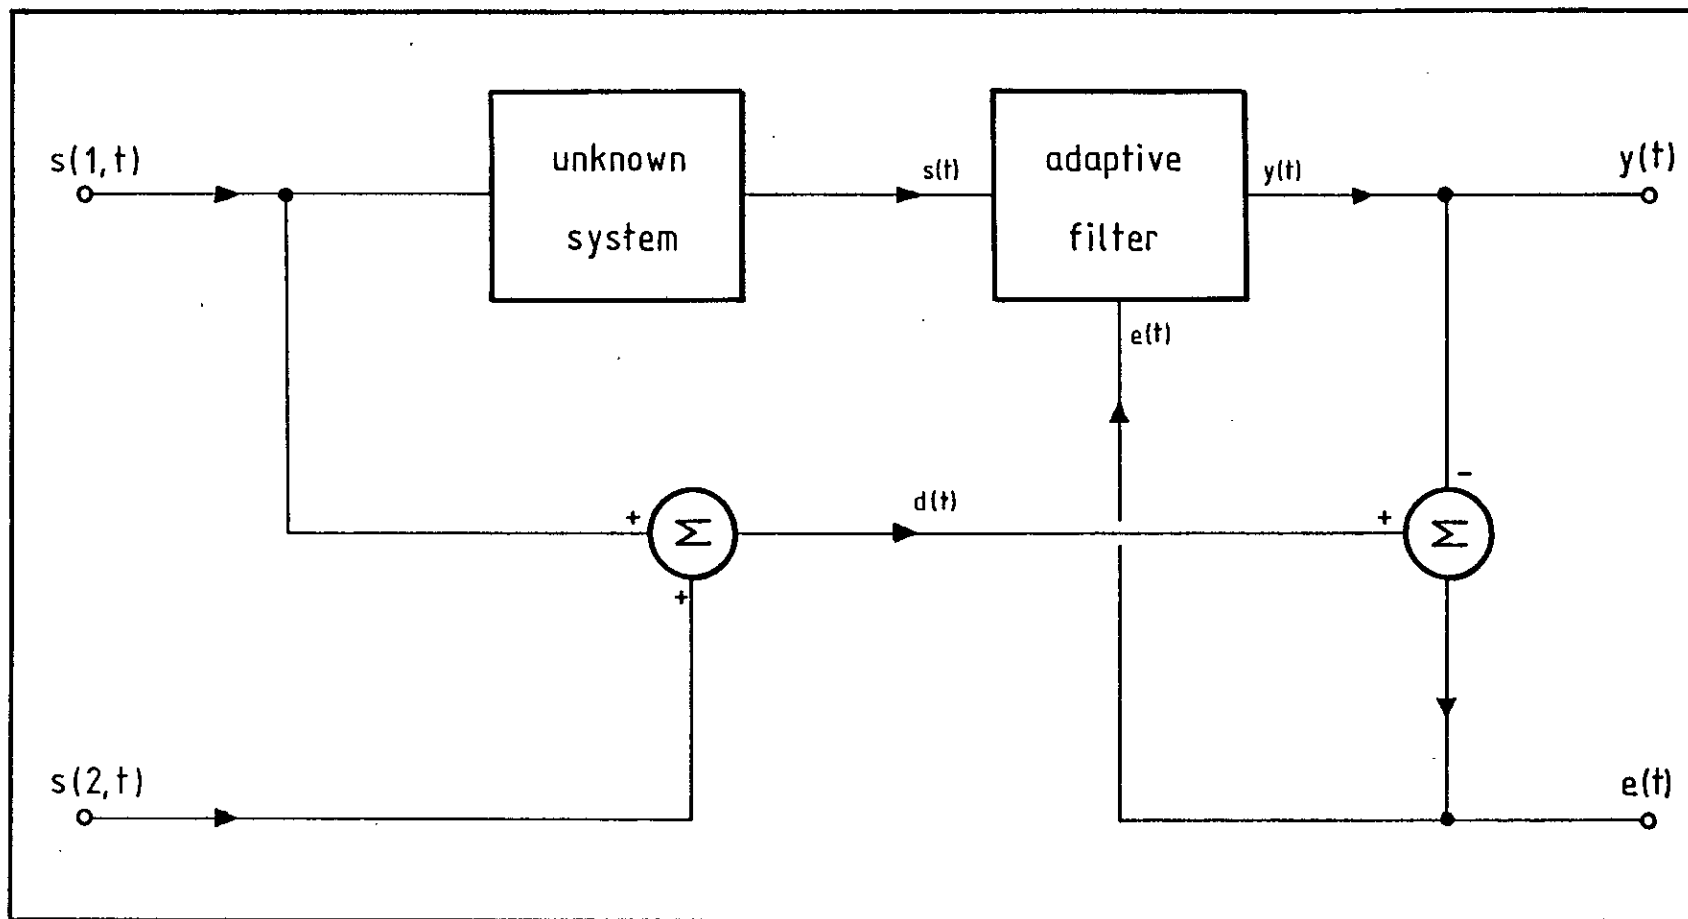 s(1,t)
unknown
system
s(t)
adaptive
filter
y(t)
y(t)
e(t)
-
+
Σ
d(t)
+
Σ
+
s(2,t)
e(t)